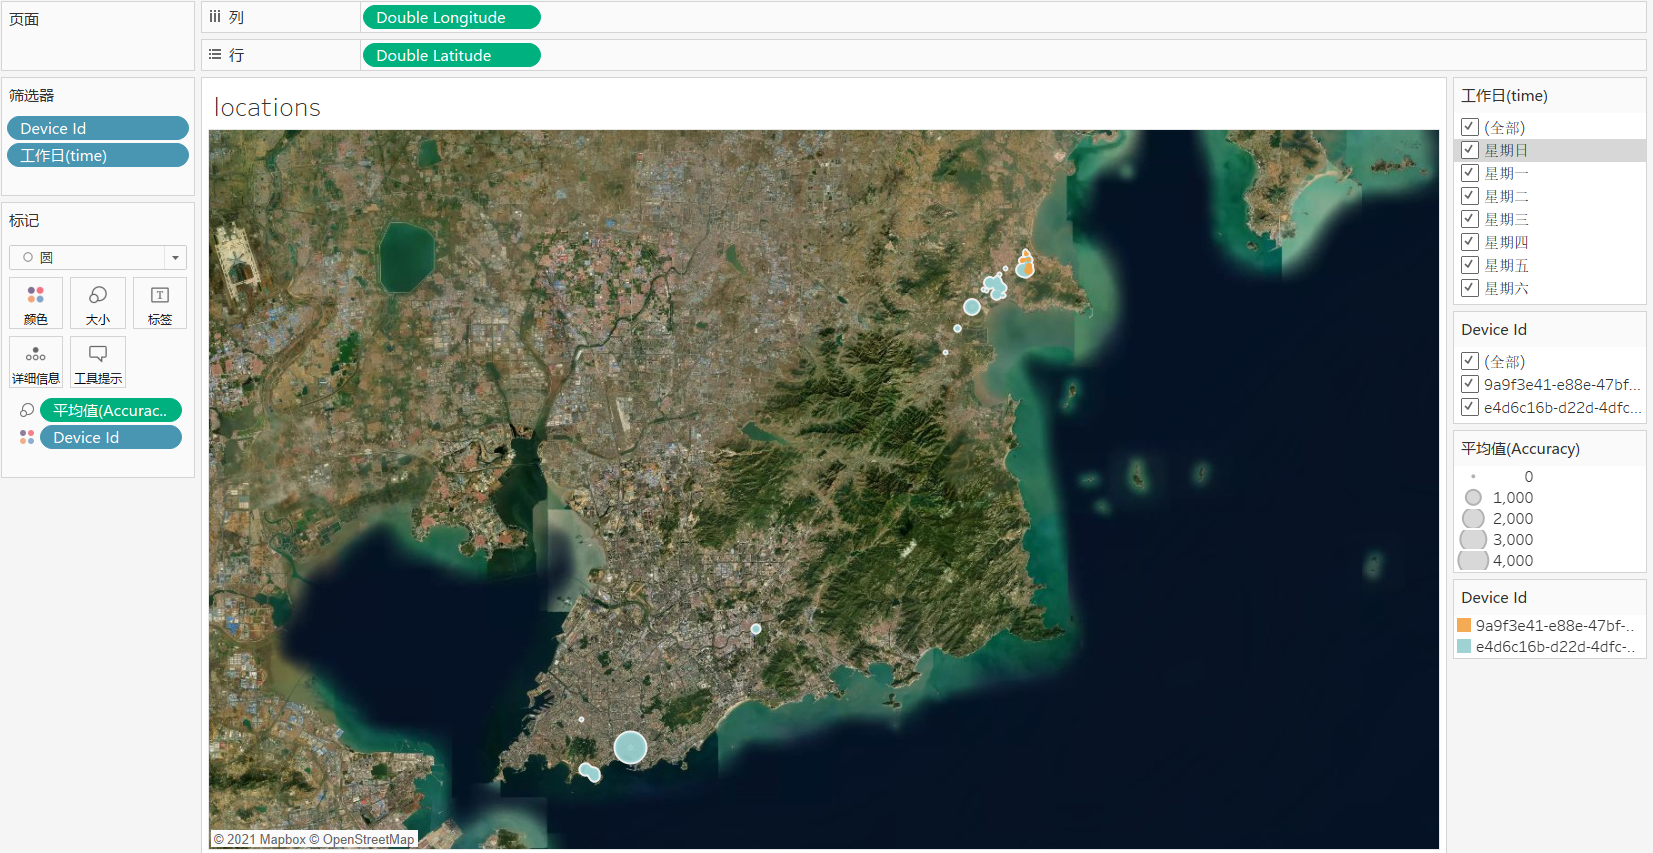 页面
列
Double Longitude
行
Double Latitude
筛选器
Device Id
工作日(time)
标记
圆
颜色
大小
标签
详细信息
工具提示
平均值(Accurac..
Device Id
locations
© 2021 Mapbox © OpenStreetMap
工作日(time)
(全部)
星期日
星期一
星期二
星期三
星期四
星期五
星期六
Device Id
(全部)
9a9f3e41-e88e-47bf...
e4d6c16b-d22d-4dfc...
平均值(Accuracy)
0
1,000
2,000
3,000
4,000
Device Id
9a9f3e41-e88e-47bf-..
e4d6c16b-d22d-4dfc-..